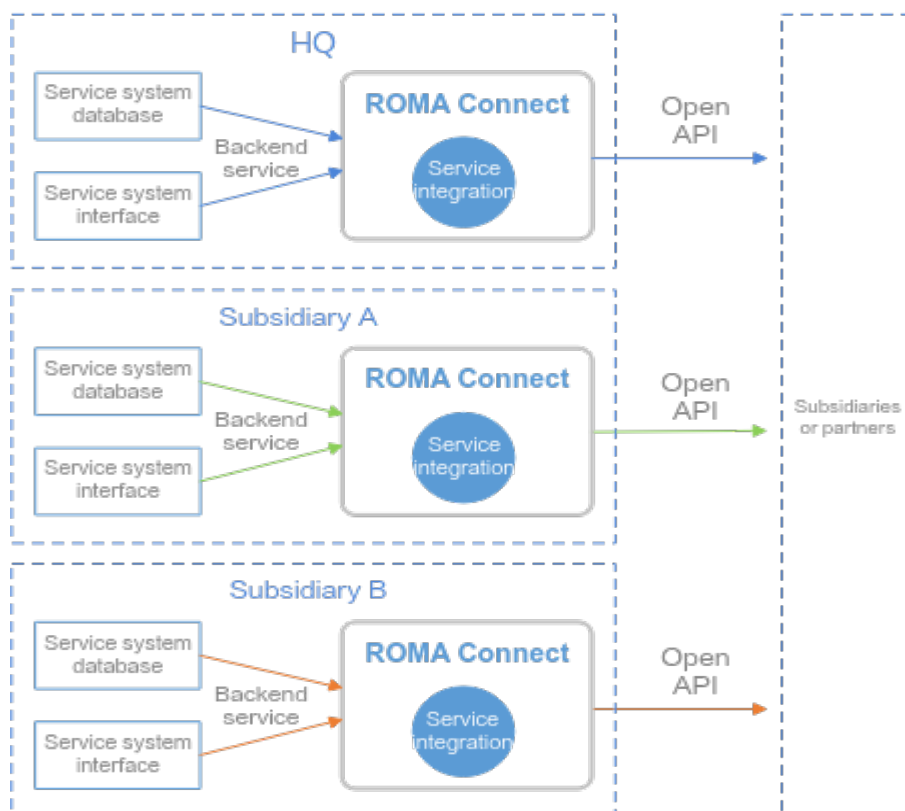 HQ
Service system
database
Service system
interface
Backend
service
ROMA Connect
Service
integration
Open
API
Subsidiary A
Service system
database
Service system
interface
Backend
service
ROMA Connect
Service
integration
Open
API
Subsidiaries
or partners
Subsidiary B
Service system
database
Service system
interface
Backend
service
ROMA Connect
Service
integration
Open
API